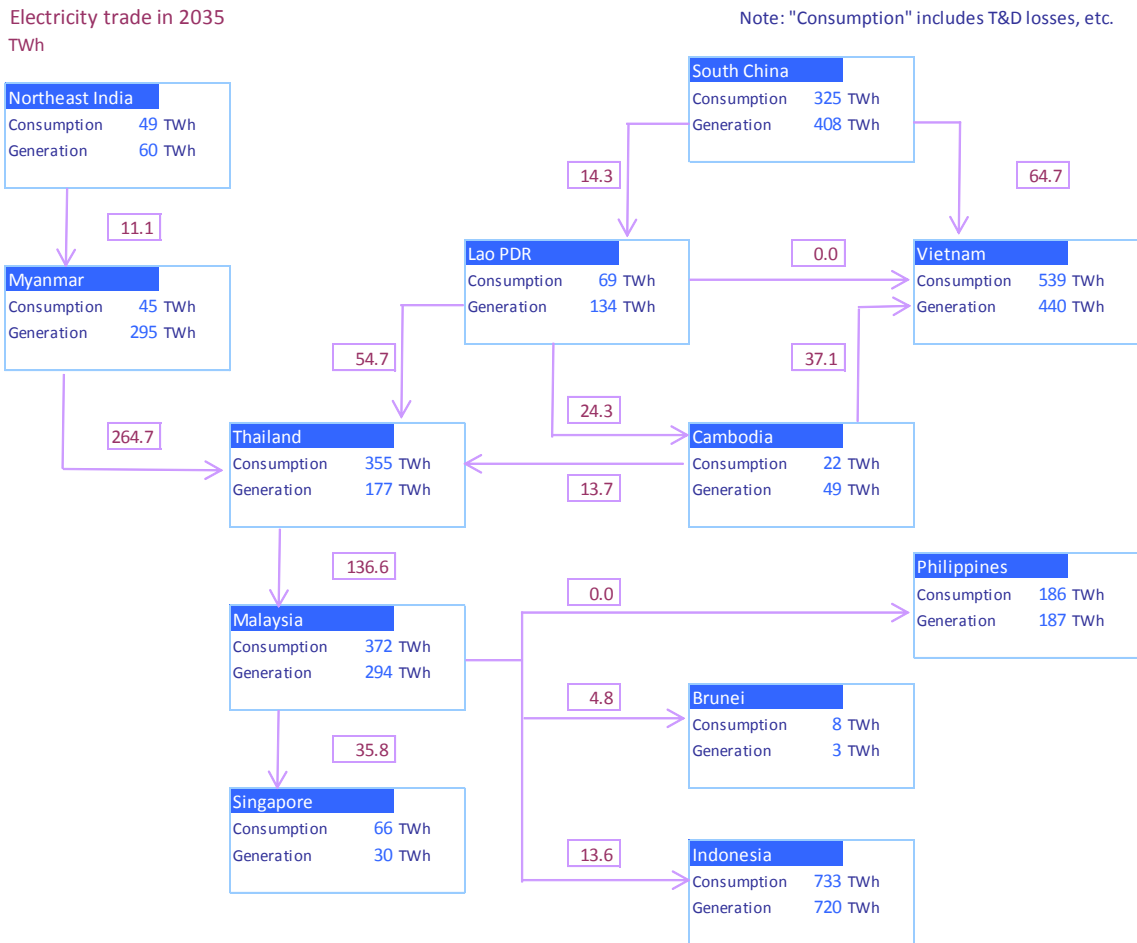 Electricity trade in 2035
TWh
Note: "Consumption" includes T&D losses, etc.
South China
Consumption 325 TWh
Generation 408 TWh
Northeast India
Consumption 49 TWh
Generation 60 TWh
14.3
64.7
11.1
Lao PDR
Consumption 69 TWh
Generation 134 TWh
0.0
Vietnam
Consumption 539 TWh
Generation 440 TWh
Myanmar
Consumption 45 TWh
Generation 295 TWh
54.7
37.1
24.3
264.7
Thailand
Consumption 355 TWh
Generation 177 TWh
13.7
Cambodia
Consumption 22 TWh
Generation 49 TWh
136.6
0.0
Philippines
Consumption 186 TWh
Generation 187 TWh
Malaysia
Consumption 372 TWh
Generation 294 TWh
4.8
Brunei
Consumption 8 TWh
Generation 3 TWh
35.8
Singapore
Consumption 66 TWh
Generation 30 TWh
13.6
Indonesia
Consumption 733 TWh
Generation 720 TWh